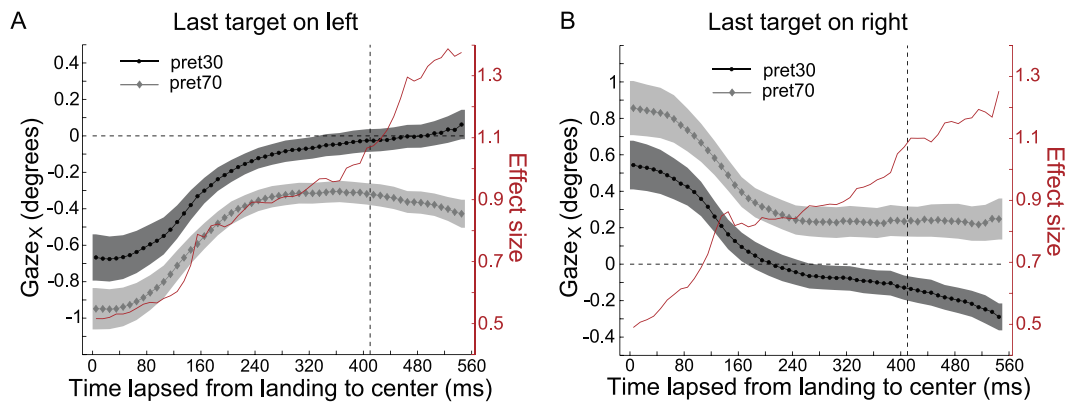 A
Last target on left
pret30
pret70
Gazex (degrees)
0.4
0.2
0
-0.2
-0.4
-0.6
-0.8
-1
1.3
1.1
0.9
0.7
0.5
Effect size
0 80 160 240 320 400 480 560
Time lapsed from landing to center (ms)
B
Last target on right
pret30
pret70
Gazex (degrees)
1
0.8
0.6
0.4
0.2
0
-0.2
-0.4
1.3
1.1
0.9
0.7
0.5
Effect size
0 80 160 240 320 400 480 560
Time lapsed from landing to center (ms)